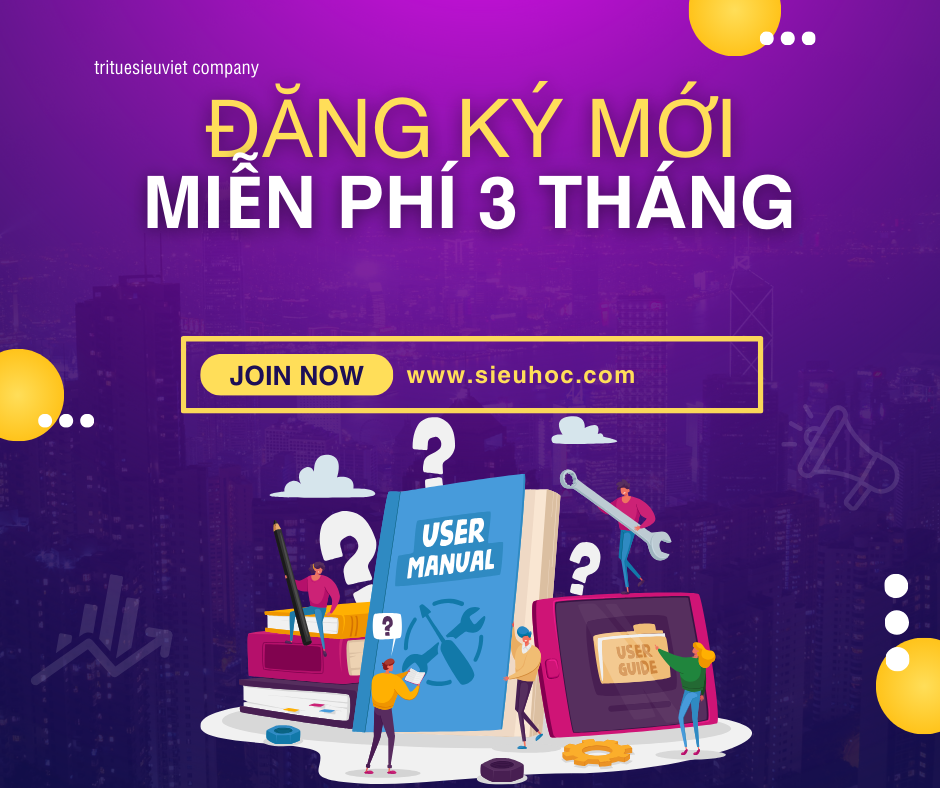 trituesieuviet company
ĐĂNG KÝ MỚI
MIỄN PHÍ 3 THÁNG
JOIN NOW www.sieuhoc.com
?
?
?
USER
MANUAL
?
USER
GUIDE